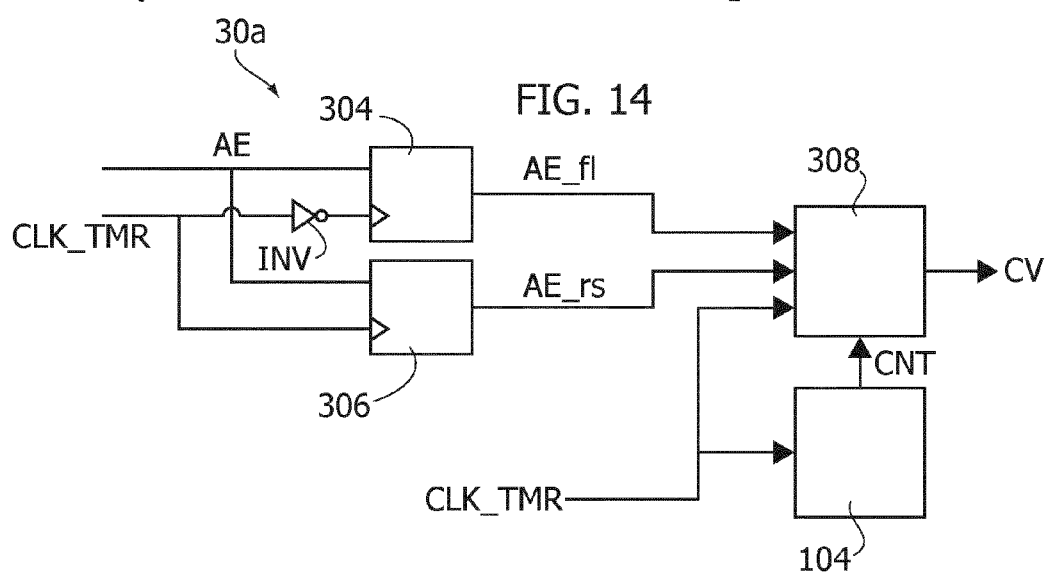 30a
FIG. 14
304
AE
AE_fl
308
CLK_TMR
INV
AE_rs
CV
306
CNT
CLK_TMR
104